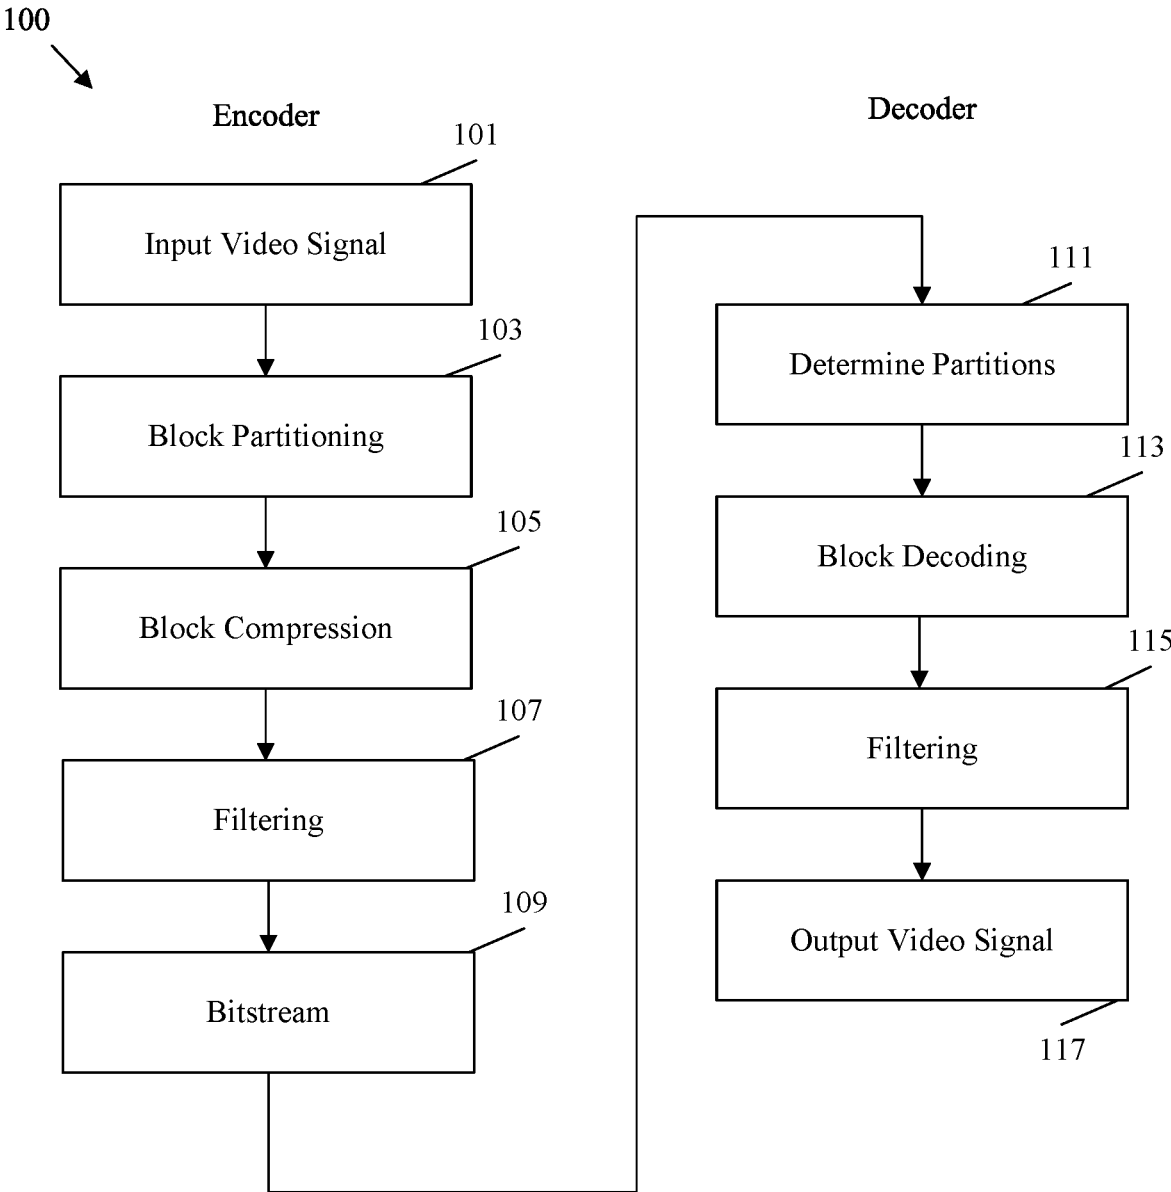 100
Encoder
101
Input Video Signal
103
Block Partitioning
105
Block Compression
107
Filtering
109
Bitstream
Decoder
111
Determine Partitions
113
Block Decoding
115
Filtering
Output Video Signal
117